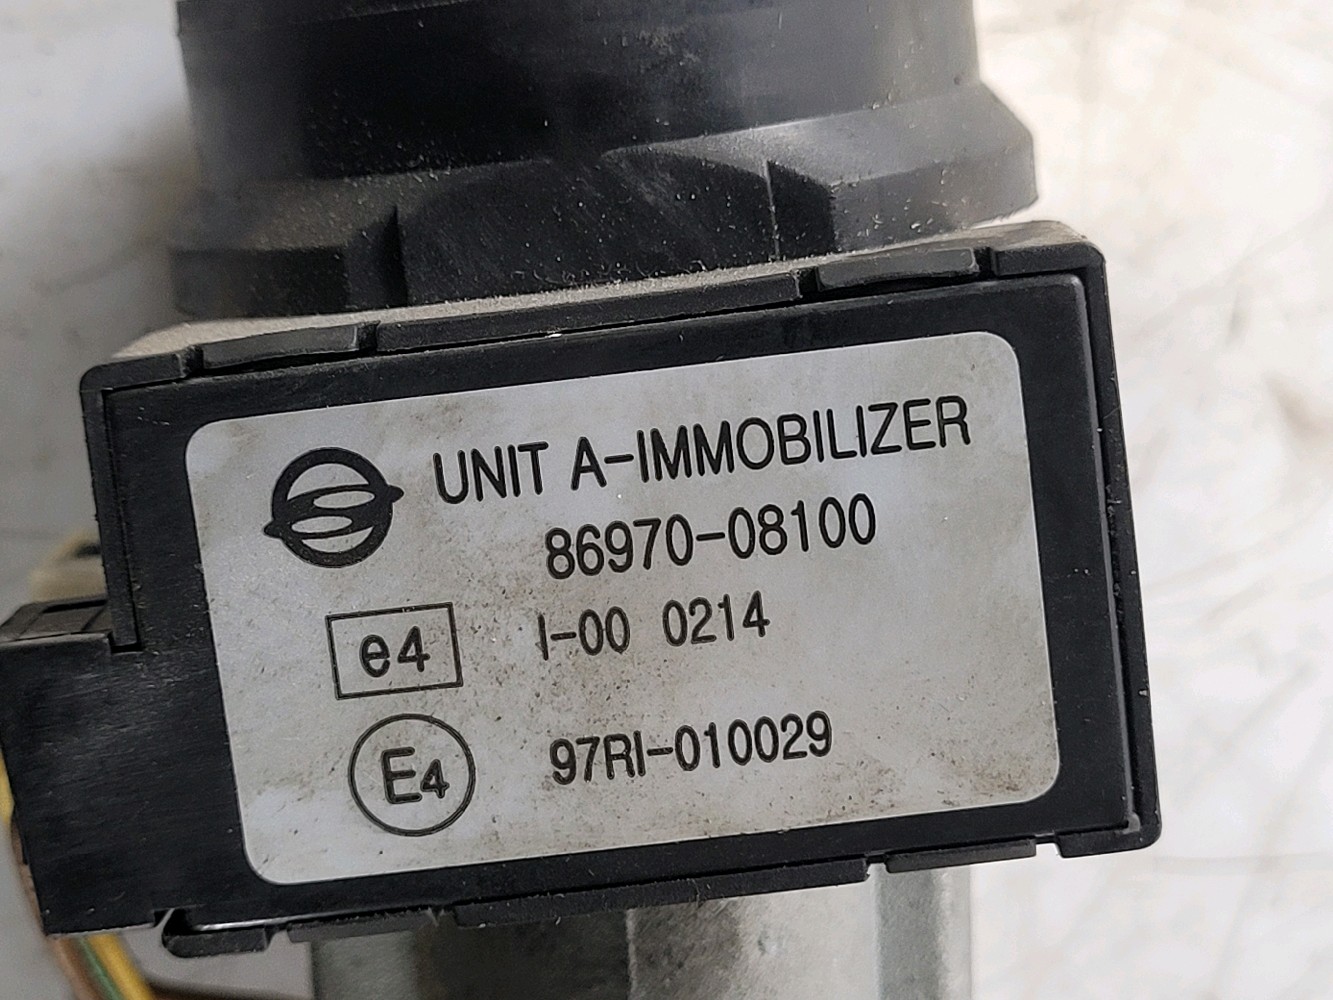 UNIT A-IMMOBILIZER
86970-08100
e4 I-00 0214
E4 97RI-010029